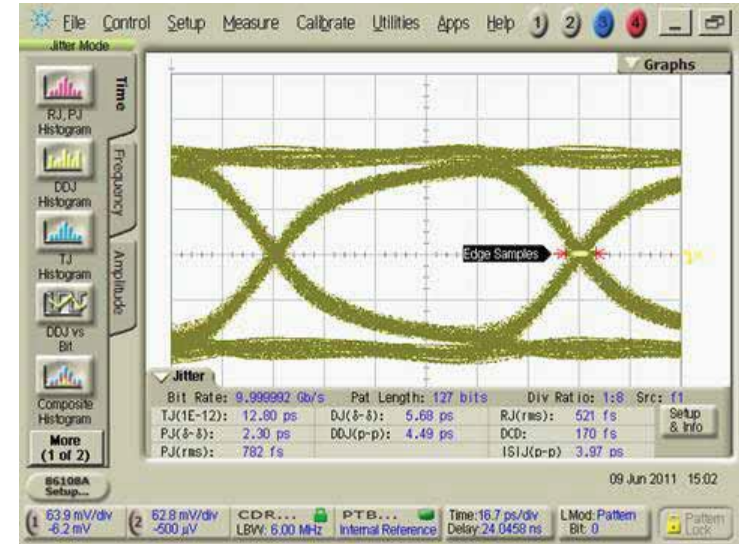 File Control Setup Measure Calibrate Utilities Apps Help 1 2 3 4
Jitter Mode
Graphs
RJ, PJ
Histogram
DDJ
Histogram
TJ
Histogram
DDJ vs
Bit
Composite
Histogram
More
(1 of 2)
Time
Frequency
Amplitude
Edge Samples
Jitter
Bit Rate: 9.999992 Gb/s Pat Length: 127 bits Div Ratio: 1:8 Src: f1
TJ(1E-12): 12.80 ps DJ(δ-δ): 5.68 ps RJ(rms): 521 fs
PJ(δ-δ): 2.30 ps DDJ(p-p): 4.49 ps DCD: 170 fs
PJ(rms): 782 fs ISIJ(p-p) 3.97 ps
Setup
& Info
86108A
Setup...
09 Jun 2011 15:02
1 63.9 mV/div
-6.2 mV
2 62.8 mV/div
-500 µV
CDR...
LBW: 6.00 MHz
PTB...
Internal Reference
Time:16.7 ps/div
Delay:24.0458 ns
LMod: Pattern
Bit: 0
Pattern
Lock